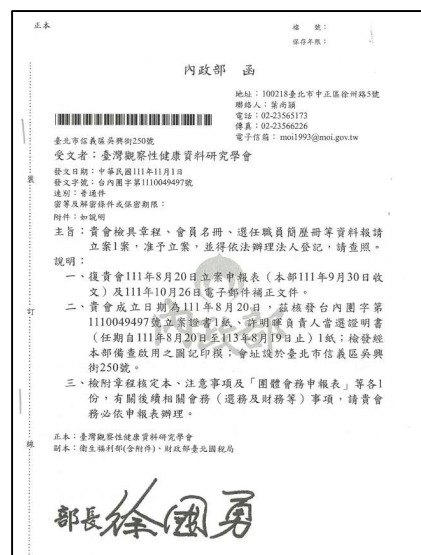 正本
檔　　號：
保存年限：
內政部　函
地址：100218臺北市中正區徐州路5號
聯絡人：葉尚頴
電話：02-23565173
傳真：02-23566226
電子信箱：moi1993@moi.gov.tw
臺北市信義區吳興街250號
受文者：臺灣觀察性健康資料研究學會
發文日期：中華民國111年11月1日
發文字號：台內團字第1110049497號
速別：普通件
密等及解密條件或保密期限：
附件：如說明
主旨：貴會檢具章程、會員名冊、選任職員簡歷冊等資料報請
立案1案，准予立案，並得依法辦理法人登記，請查照。
說明：
一、復貴會111年8月20日立案申報表（本部111年9月30日收
文）及111年10月26日電子郵件補正文件。
二、貴會成立日期為111年8月20日，茲核發台內團字第
1110049497號立案證書1紙、許明暉負責人當選證明書
（任期自111年8月20日至113年8月19日止）1紙；檢發經
本部備查啟用之圖記印模；會址設於臺北市信義區吳興
街250號。
三、檢附章程核定本、注意事項及「團體會務申報表」等各1
份，有關後續相關會務（選務及財務等）事項，請貴會
務必依申報表辦理。
正本：臺灣觀察性健康資料研究學會
副本：衛生福利部(含附件)、財政部臺北國稅局
部長徐國勇
裝
訂
線
內政部